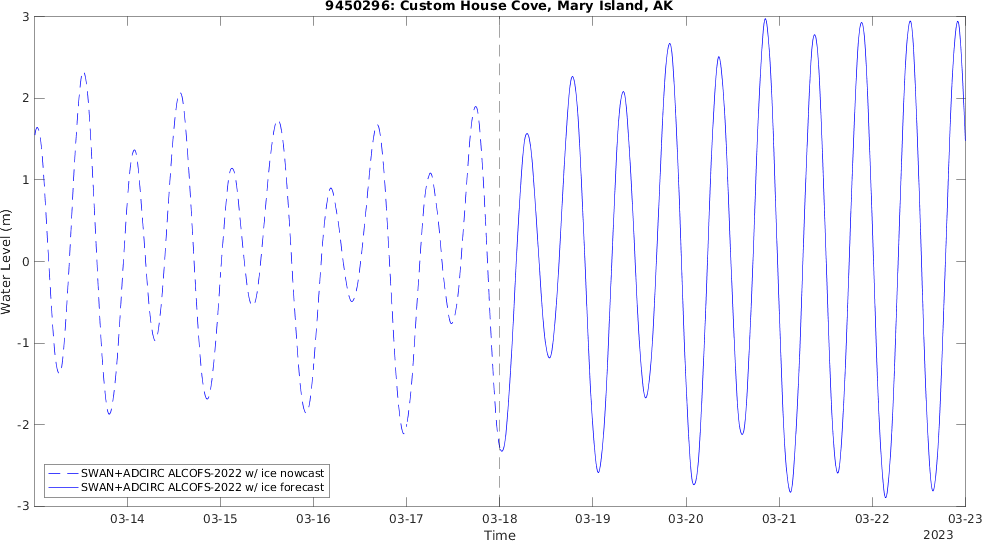 9450296: Custom House Cove, Mary Island, AK
3
2
1
0
-1
-2
-3
Water Level (m)
SWAN+ADCIRC ALCOFS-2022 w/ ice nowcast
SWAN+ADCIRC ALCOFS-2022 w/ ice forecast
03-14 03-15 03-16 03-17 03-18 03-19 03-20 03-21 03-22 03-23
Time
2023